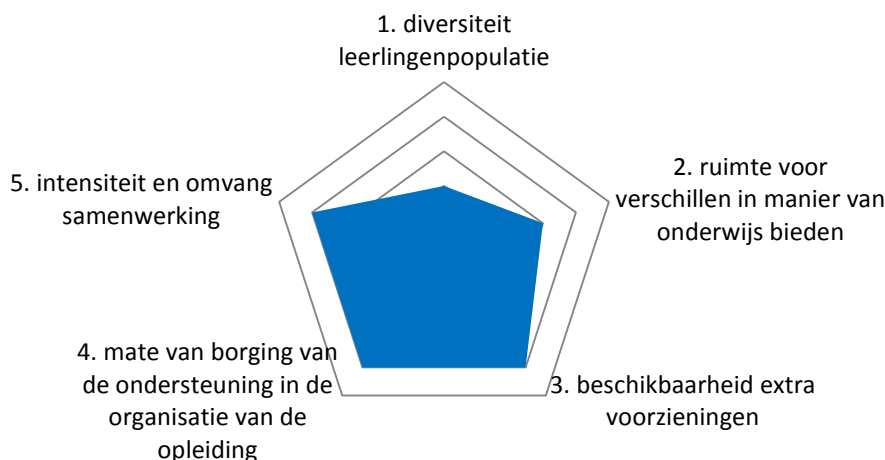 1. diversiteit
leerlingenpopulatie
2. ruimte voor
verschillen in manier van
onderwijs bieden
3. beschikbaarheid extra
voorzieningen
4. mate van borging van
de ondersteuning in de
organisatie van de
opleiding
5. intensiteit en omvang
samenwerking